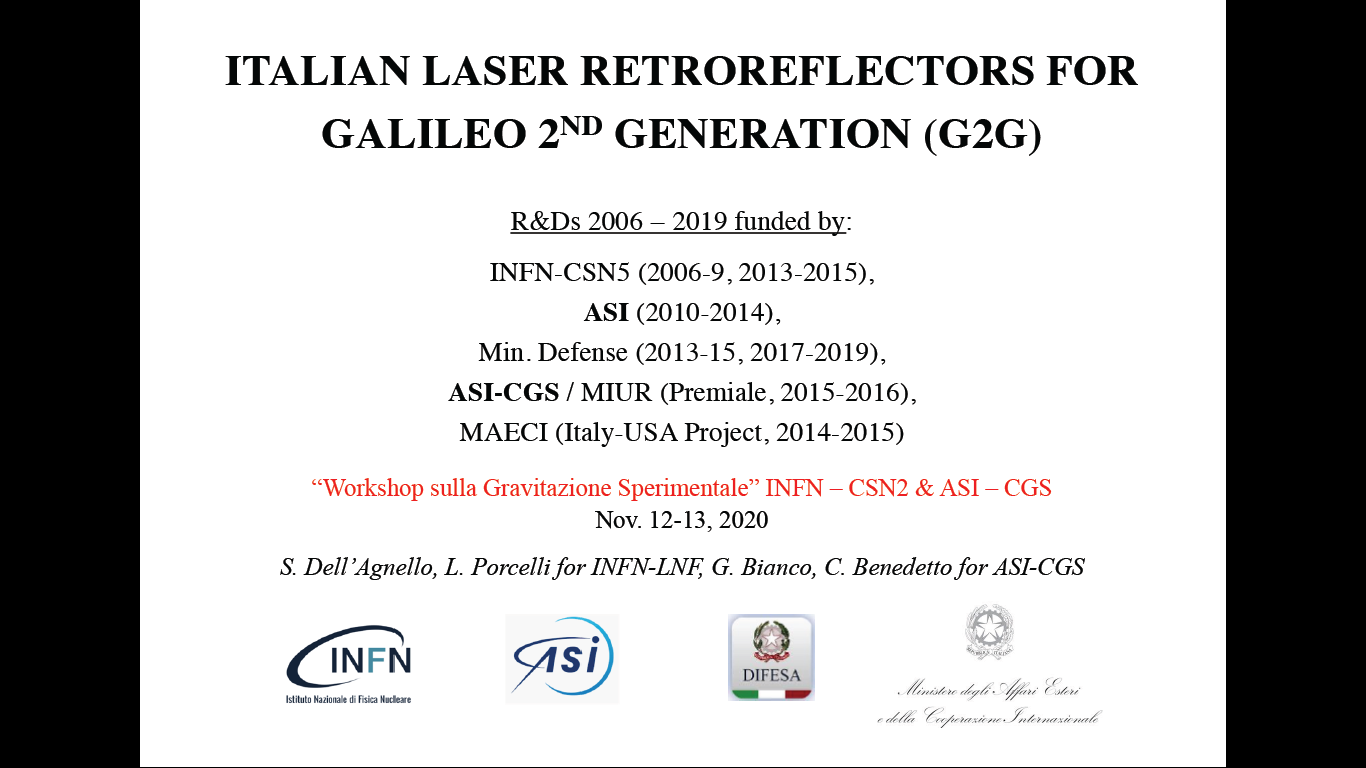 ITALIAN LASER RETROREFLECTORS FOR
GALILEO 2ND GENERATION (G2G)
R&Ds 2006 – 2019 funded by:
INFN-CSN5 (2006-9, 2013-2015),
ASI (2010-2014),
Min. Defense (2013-15, 2017-2019),
ASI-CGS / MIUR (Premiale, 2015-2016),
MAECI (Italy-USA Project, 2014-2015)
“Workshop sulla Gravitazione Sperimentale” INFN – CSN2 & ASI – CGS
Nov. 12-13, 2020
S. Dell’Agnello, L. Porcelli for INFN-LNF, G. Bianco, C. Benedetto for ASI-CGS
INFN
Istituto Nazionale di Fisica Nucleare
ASI
DIFESA
Ministero degli Affari Esteri
e della Cooperazione Internazionale